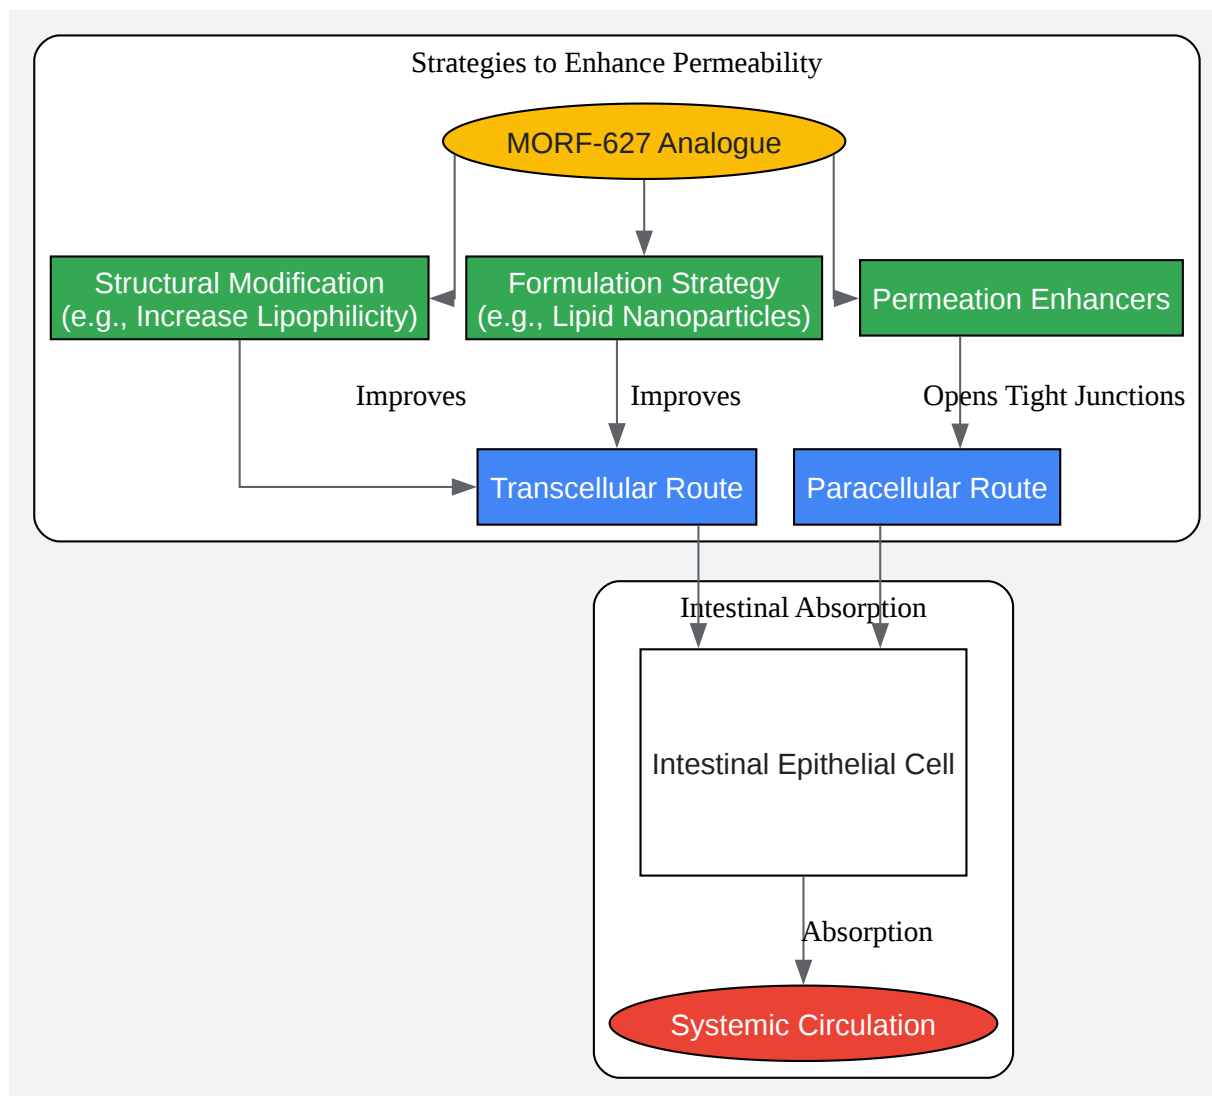 Strategies to Enhance Permeability
MORF-627 Analogue
Structural Modification
(e.g., Increase Lipophilicity)
Formulation Strategy
(e.g., Lipid Nanoparticles)
Permeation Enhancers
Improves
Improves
Opens Tight Junctions
Transcellular Route
Paracellular Route
Intestinal Absorption
Intestinal Epithelial Cell
Absorption
Systemic Circulation